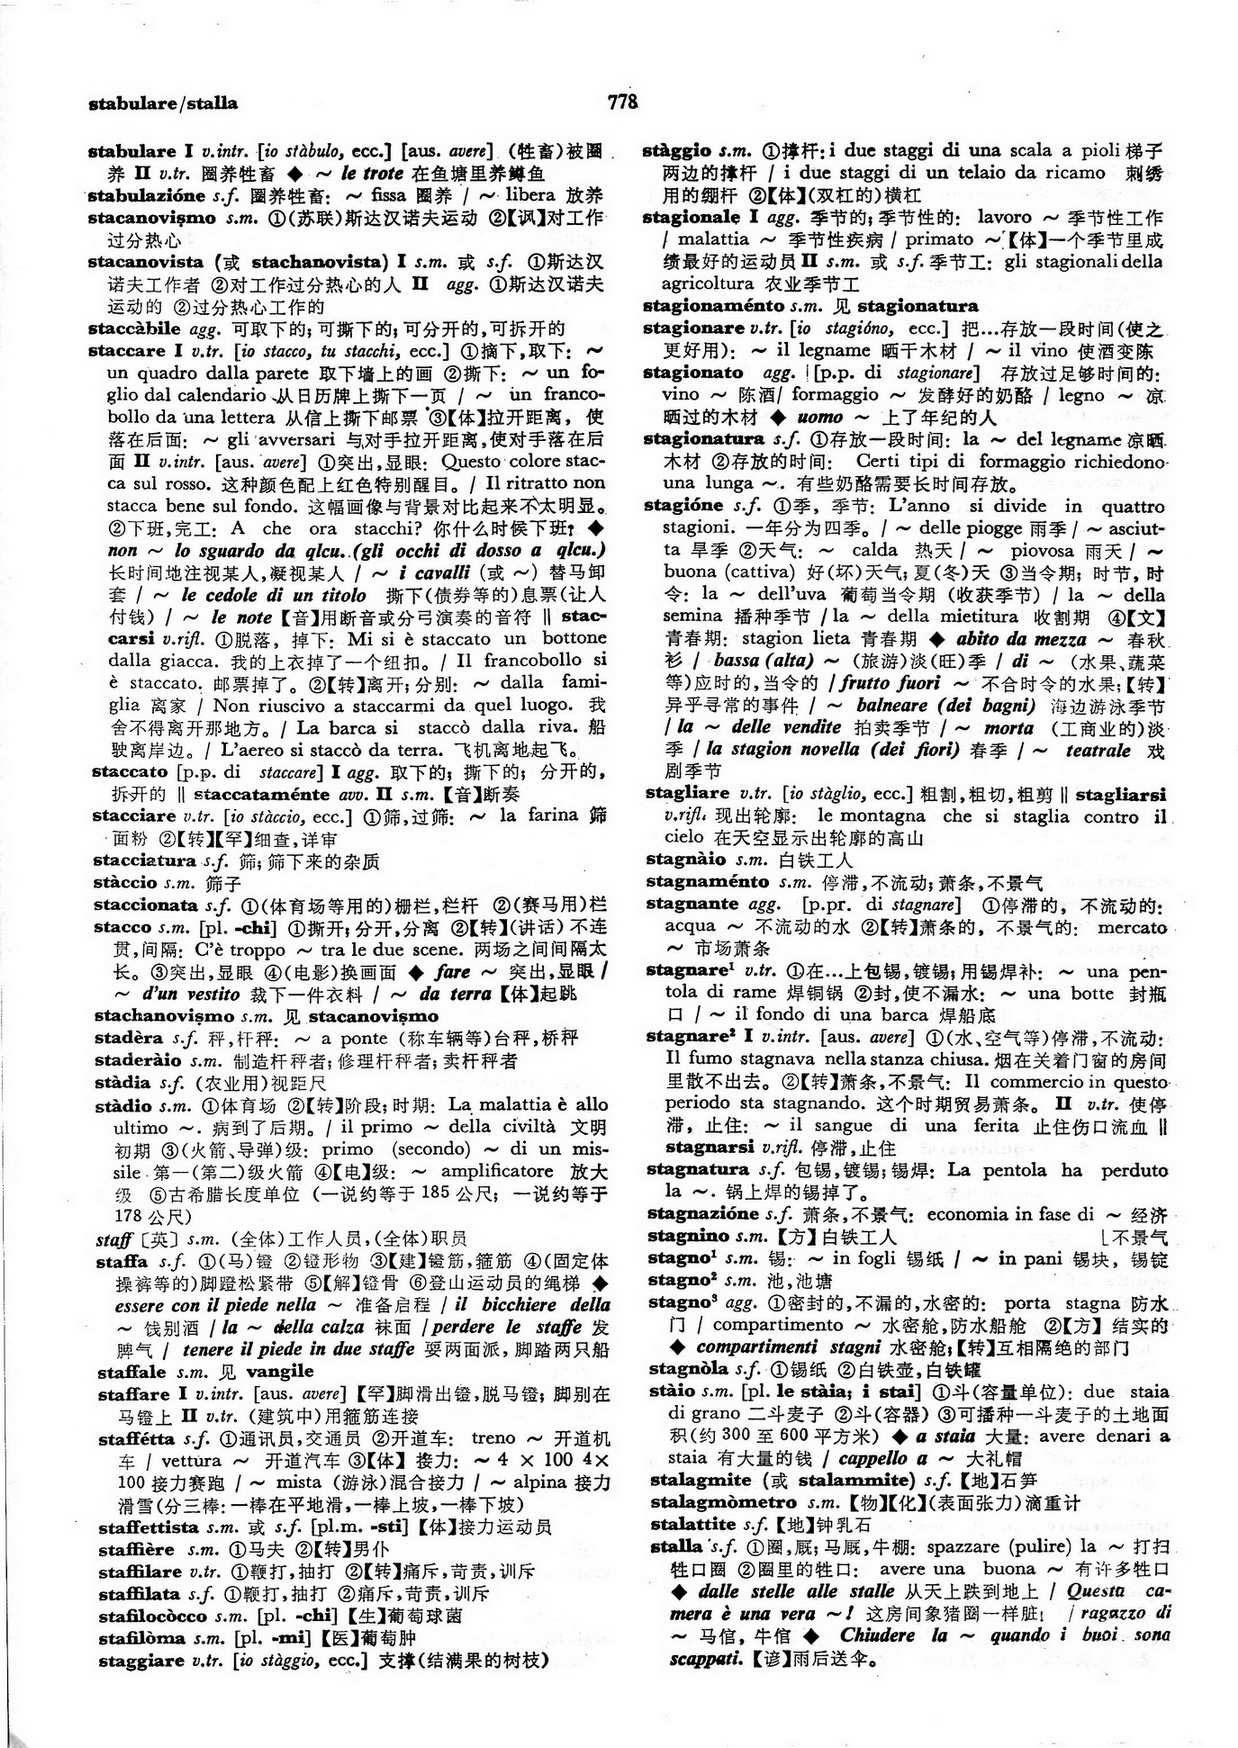 stabulare/stalla
778
stabulare I v.intr. [io stàbulo, ecc.] [aus. avere] (牲畜)被圈
养 II v.tr. 圈养牲畜 ◆ ～ le trote 在鱼塘里养鳟鱼
stabulazióne s.f. 圈养牲畜: ～ fissa 圈养 / ～ libera 放养
stacanovişmo s.m. ①(苏联)斯达汉诺夫运动 ②【讽】对工作
过分热心
stacanovista (或 stachanovista) I s.m. 或 s.f. ①斯达汉
诺夫工作者 ②对工作过分热心的人 II agg. ①斯达汉诺夫
运动的 ②过分热心工作的
staccàbile agg. 可取下的; 可撕下的; 可分开的,可拆开的
staccare I v.tr. [io stacco, tu stacchi, ecc.] ①摘下,取下: ～
un quadro dalla parete 取下墙上的画 ②撕下: ～ un fo-
glio dal calendario 从日历牌上撕下一页 / ～ un franco-
bollo da una lettera 从信上撕下邮票 ③【体】拉开距离, 使
落在后面: ～ gli avversari 与对手拉开距离,使对手落在后
面 II v.intr. [aus. avere] ①突出,显眼: Questo colore stac-
ca sul rosso. 这种颜色配上红色特别醒目。/ Il ritratto non
stacca bene sul fondo. 这幅画像与背景对比起来不太明显。
②下班,完工: A che ora stacchi? 你什么时候下班? ◆
non ～ lo sguardo da qlcu. (gli occhi di dosso a qlcu.)
长时间地注视某人,凝视某人 / ～ i cavalli (或 ～) 替马卸
套 / ～ le cedole di un titolo 撕下(债券等的)息票(让人
付钱) / ～ le note 【音】用断音或分弓演奏的音符 ‖ stac-
carsi v.rifl. ①脱落, 掉下: Mi si è staccato un bottone
dalla giacca. 我的上衣掉了一个纽扣。/ Il francobollo si
è staccato. 邮票掉了。②【转】离开; 分别: ～ dalla fami-
glia 离家 / Non riuscivo a staccarmi da quel luogo. 我
舍不得离开那地方。/ La barca si staccò dalla riva. 船
驶离岸边。/ L'aereo si staccò da terra. 飞机离地起飞。
staccato [p.p. di staccare] I agg. 取下的; 撕下的; 分开的,
拆开的 ‖ staccataménte avv. II s.m. 【音】断奏
stacciare v.tr. [io stàccio, ecc.] ①筛,过筛: ～ la farina 筛
面粉 ②【转】【罕】细查,详审
stacciatura s.f. 筛; 筛下来的杂质
stàccio s.m. 筛子
staccionata s.f. ①(体育场等用的)栅栏,栏杆 ②(赛马用)栏
stacco s.m. [pl. -chi] ①撕开; 分开,分离 ②【转】(讲话) 不连
贯,间隔: C'è troppo ～ tra le due scene. 两场之间间隔太
长。③突出,显眼 ④(电影)换画面 ◆ fare ～ 突出,显眼 /
～ d'un vestito 裁下一件衣料 / ～ da terra 【体】起跳
stachanovişmo s.m. 见 stacanovişmo
stadèra s.f. 秤,杆秤: ～ a ponte (称车辆等)台秤,桥秤
staderàio s.m. 制造杆秤者; 修理杆秤者; 卖杆秤者
stàdia s.f. (农业用)视距尺
stàdio s.m. ①体育场 ②【转】阶段; 时期: La malattia è allo
ultimo ～. 病到了后期。/ il primo ～ della civiltà 文明
初期 ③(火箭、导弹)级: primo (secondo) ～ di un mis-
sile 第一(第二)级火箭 ④【电】级: ～ amplificatore 放大
级 ⑤古希腊长度单位 (一说约等于 185 公尺; 一说约等于
178 公尺)
staff [英] s.m. (全体)工作人员,(全体)职员
staffa s.f. ①(马)镫 ②镫形物 ③【建】镫筋,箍筋 ④(固定体
操裤等的)脚蹬松紧带 ⑤【解】镫骨 ⑥登山运动员的绳梯 ◆
essere con il piede nella ～ 准备启程 / il bicchiere della
～ 饯别酒 / la ～ della calza 袜面 / perdere le staffe 发
脾气 / tenere il piede in due staffe 耍两面派, 脚踏两只船
staffale s.m. 见 vangile
staffare I v.intr. [aus. avere] 【罕】脚滑出镫,脱马镫; 脚别在
马镫上 II v.tr. (建筑中)用箍筋连接
staffétta s.f. ①通讯员,交通员 ②开道车: treno ～ 开道机
车 / vettura ～ 开道汽车 ③【体】接力: ～ 4 × 100 4×
100 接力赛跑 / ～ mista (游泳)混合接力 / ～ alpina 接力
滑雪(分三棒: 一棒在平地滑,一棒上坡,一棒下坡)
staffettista s.m. 或 s.f. [pl.m. -sti] 【体】接力运动员
staffière s.m. ①马夫 ②【转】男仆
staffilare v.tr. ①鞭打,抽打 ②【转】痛斥,苛责,训斥
staffilata s.f. ①鞭打,抽打 ②痛斥,苛责,训斥
stafilocòcco s.m. [pl. -chi] 【生】葡萄球菌
stafilòma s.m. [pl. -mi] 【医】葡萄肿
staggiare v.tr. [io stàggio, ecc.] 支撑(结满果的树枝)
stàggio s.m. ①撑杆: i due staggi di una scala a pioli 梯子
两边的撑杆 / i due staggi di un telaio da ricamo 刺绣
用的绷杆 ②【体】(双杠的)横杠
stagionale I agg. 季节的; 季节性的: lavoro ～ 季节性工作
/ malattia ～ 季节性疾病 / primato ～ 【体】一个季节里成
绩最好的运动员 II s.m. 或 s.f. 季节工: gli stagionali della
agricoltura 农业季节工
stagionaménto s.m. 见 stagionatura
stagionare v.tr. [io stagióno, ecc.] 把…存放一段时间(使之
更好用): ～ il legname 晒干木材 / ～ il vino 使酒变陈
stagionato agg. [p.p. di stagionare] 存放过足够时间的:
vino ～ 陈酒/ formaggio ～ 发酵好的奶酪 / legno ～ 凉
晒过的木材 ◆ uomo ～ 上了年纪的人
stagionatura s.f. ①存放一段时间: la ～ del legname 凉晒
木材 ②存放的时间: Certi tipi di formaggio richiedono
una lunga ～. 有些奶酪需要长时间存放。
stagióne s.f. ①季, 季节: L'anno si divide in quattro
stagioni. 一年分为四季。/ ～ delle piogge 雨季 / ～ asciut-
ta 旱季 ②天气: ～ calda 热天 / ～ piovosa 雨天 / ～
buona (cattiva) 好(坏)天气; 夏(冬)天 ③当令期; 时节, 时
令: la ～ dell'uva 葡萄当令期 (收获季节) / la ～ della
semina 播种季节 / la ～ della mietitura 收割期 ④【文】
青春期: stagion lieta 青春期 ◆ abito da mezza ～ 春秋
衫 / bassa (alta) ～ (旅游)淡(旺)季 / di ～ (水果、蔬菜
等)应时的,当令的 / frutto fuori ～ 不合时令的水果;【转】
异乎寻常的事件 / ～ balneare (dei bagni) 海边游泳季节
/ la ～ delle vendite 拍卖季节 / ～ morta (工商业的)淡
季 / la stagion novella (dei fiori) 春季 / ～ teatrale 戏
剧季节
stagliare v.tr. [io stàglio, ecc.] 粗割,粗切,粗剪 ‖ stagliarsi
v.rifl. 现出轮廓: le montagna che si staglia contro il
cielo 在天空显示出轮廓的高山
stagnàio s.m. 白铁工人
stagnaménto s.m. 停滞,不流动; 萧条,不景气
stagnante agg. [p.pr. di stagnare] ①停滞的, 不流动的:
acqua ～ 不流动的水 ②【转】萧条的, 不景气的: mercato
～ 市场萧条
stagnare¹ v.tr. ①在…上包锡,镀锡; 用锡焊补: ～ una pen-
tola di rame 焊铜锅 ②封,使不漏水: ～ una botte 封瓶
口 / ～ il fondo di una barca 焊船底
stagnare² I v.intr. [aus. avere] ①(水、空气等)停滞,不流动:
Il fumo stagnava nella stanza chiusa. 烟在关着门窗的房间
里散不出去。②【转】萧条,不景气: Il commercio in questo
periodo sta stagnando. 这个时期贸易萧条。 II v.tr. 使停
滞, 止住: ～ il sangue di una ferita 止住伤口流血 ‖
stagnarsi v.rifl. 停滞,止住
stagnatura s.f. 包锡,镀锡; 锡焊: La pentola ha perduto
la ～. 锅上焊的锡掉了。
stagnazióne s.f. 萧条,不景气: economia in fase di ～ 经济
stagnino s.m. 【方】白铁工人 ⌊不景气
stagno¹ s.m. 锡: ～ in fogli 锡纸 / ～ in pani 锡块, 锡锭
stagno² s.m. 池,池塘
stagno³ agg. ①密封的,不漏的,水密的: porta stagna 防水
门 / compartimento ～ 水密舱,防水船舱 ②【方】结实的
◆ compartimenti stagni 水密舱;【转】互相隔绝的部门
stagnòla s.f. ①锡纸 ②白铁壶,白铁罐
stàio s.m. [pl. le stàia; i stai] ①斗(容量单位): due staia
di grano 二斗麦子 ②斗(容器) ③可播种一斗麦子的土地面
积(约 300 至 600 平方米) ◆ a staia 大量: avere denari a
staia 有大量的钱 / cappello a ～ 大礼帽
stalagmite (或 stalammite) s.f. 【地】石笋
stalagmòmetro s.m. 【物】【化】(表面张力)滴重计
stalattite s.f. 【地】钟乳石
stalla s.f. ①圈,厩; 马厩,牛棚: spazzare (pulire) la ～ 打扫
牲口圈 ②圈里的牲口: avere una buona ～ 有许多牲口
◆ dalle stelle alle stalle 从天上跌到地上 / Questa ca-
mera è una vera ～! 这房间象猪圈一样脏! / ragazzo di
～ 马倌, 牛倌 ◆ Chiudere la ～ quando i buoi sono
scappati. 【谚】雨后送伞。